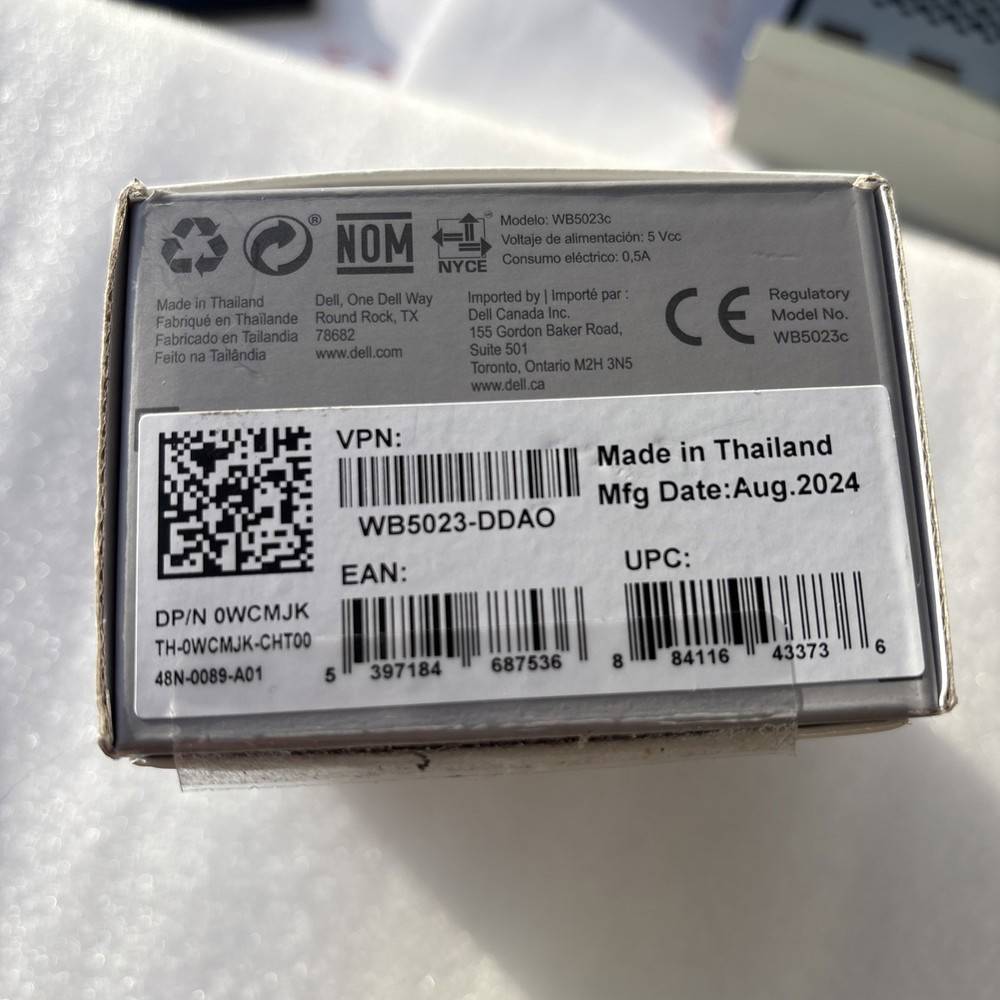 ®
NOM
NYCE
Modelo: WB5023c
Voltaje de alimentación: 5 Vcc
Consumo eléctrico: 0,5A
Made in Thailand
Fabriqué en Thaïlande
Fabricado en Tailandia
Feito na Tailândia
Dell, One Dell Way
Round Rock, TX
78682
www.dell.com
Imported by | Importé par :
Dell Canada Inc.
155 Gordon Baker Road,
Suite 501
Toronto, Ontario M2H 3N5
www.dell.ca
CE
Regulatory
Model No.
WB5023c
VPN:
WB5023-DDAO
Made in Thailand
Mfg Date:Aug.2024
EAN:
5 397184 687536
UPC:
8 84116 43373 6
DP/N 0WCMJK
TH-0WCMJK-CHT00
48N-0089-A01